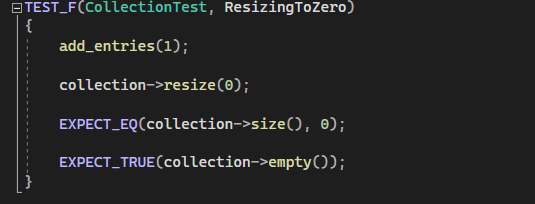 TEST_F(CollectionTest, ResizingToZero)
{
    add_entries(1);
    collection->resize(0);
    EXPECT_EQ(collection->size(), 0);
    EXPECT_TRUE(collection->empty());
}